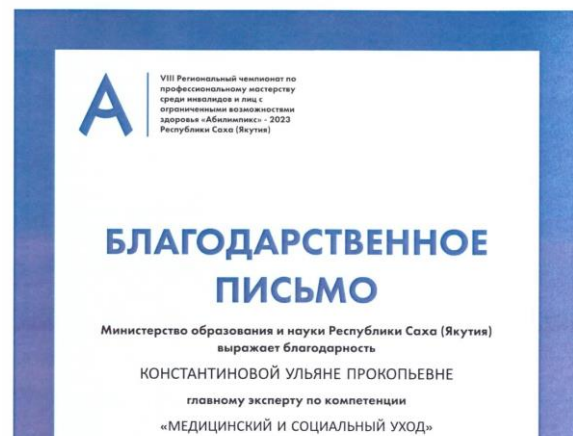 VIII Региональный чемпионат по
профессиональному мастерству
среди инвалидов и лиц с
ограниченными возможностями
здоровья «Абилимпикс» - 2023
Республики Саха (Якутия)
БЛАГОДАРСТВЕННОЕ
ПИСЬМО
Министерство образования и науки Республики Саха (Якутия)
выражает благодарность
КОНСТАНТИНОВОЙ УЛЬЯНЕ ПРОКОПЬЕВНЕ
главному эксперту по компетенции
«МЕДИЦИНСКИЙ И СОЦИАЛЬНЫЙ УХОД»